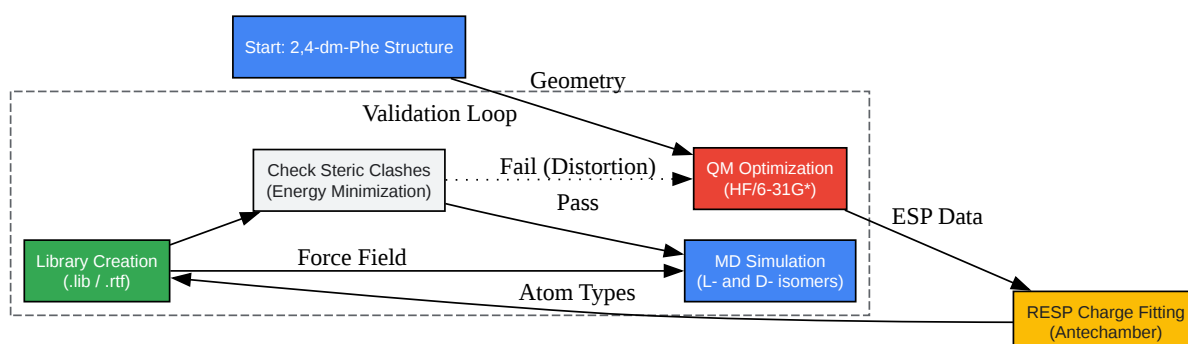 Start: 2,4-dm-Phe Structure
Geometry
Validation Loop
Check Steric Clashes
(Energy Minimization)
Fail (Distortion)
QM Optimization
(HF/6-31G*)
Pass
ESP Data
Library Creation
(.lib / .rtf)
Force Field
MD Simulation
(L- and D- isomers)
Atom Types
RESP Charge Fitting
(Antechamber)